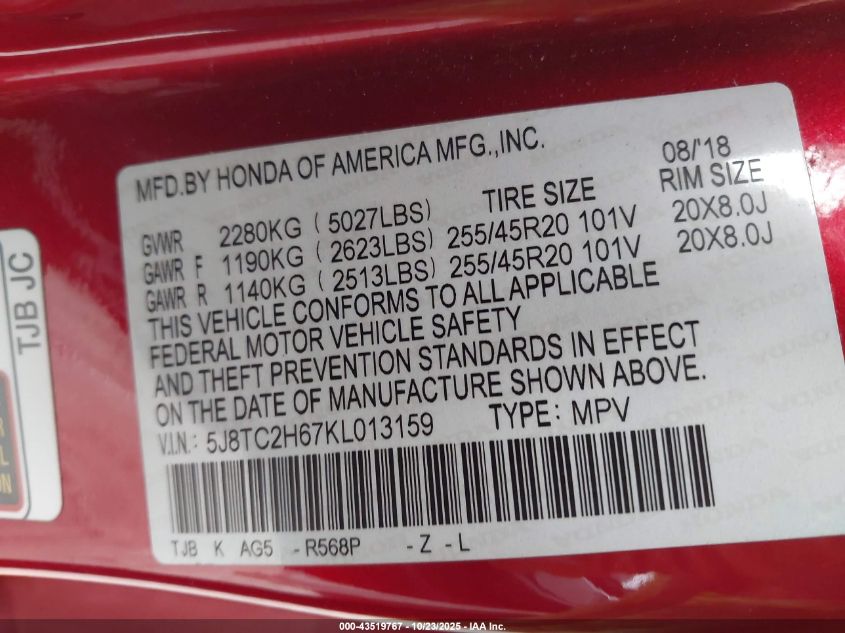 MFD.BY HONDA OF AMERICA MFG.,INC.
08/'18
TIRE SIZE
RIM SIZE
GVWR 2280KG (5027LBS)
GAWR F 1190KG (2623LBS) 255/45R20 101V 20X8.0J
GAWR R 1140KG (2513LBS) 255/45R20 101V 20X8.0J
THIS VEHICLE CONFORMS TO ALL APPLICABLE
FEDERAL MOTOR VEHICLE SAFETY
AND THEFT PREVENTION STANDARDS IN EFFECT
ON THE DATE OF MANUFACTURE SHOWN ABOVE.
V.I.N.: 5J8TC2H67KL013159 TYPE: MPV
TJB K AG5 -R568P -Z -L
TJB JC
000-43519767 - 10/23/2025 - IAA Inc.